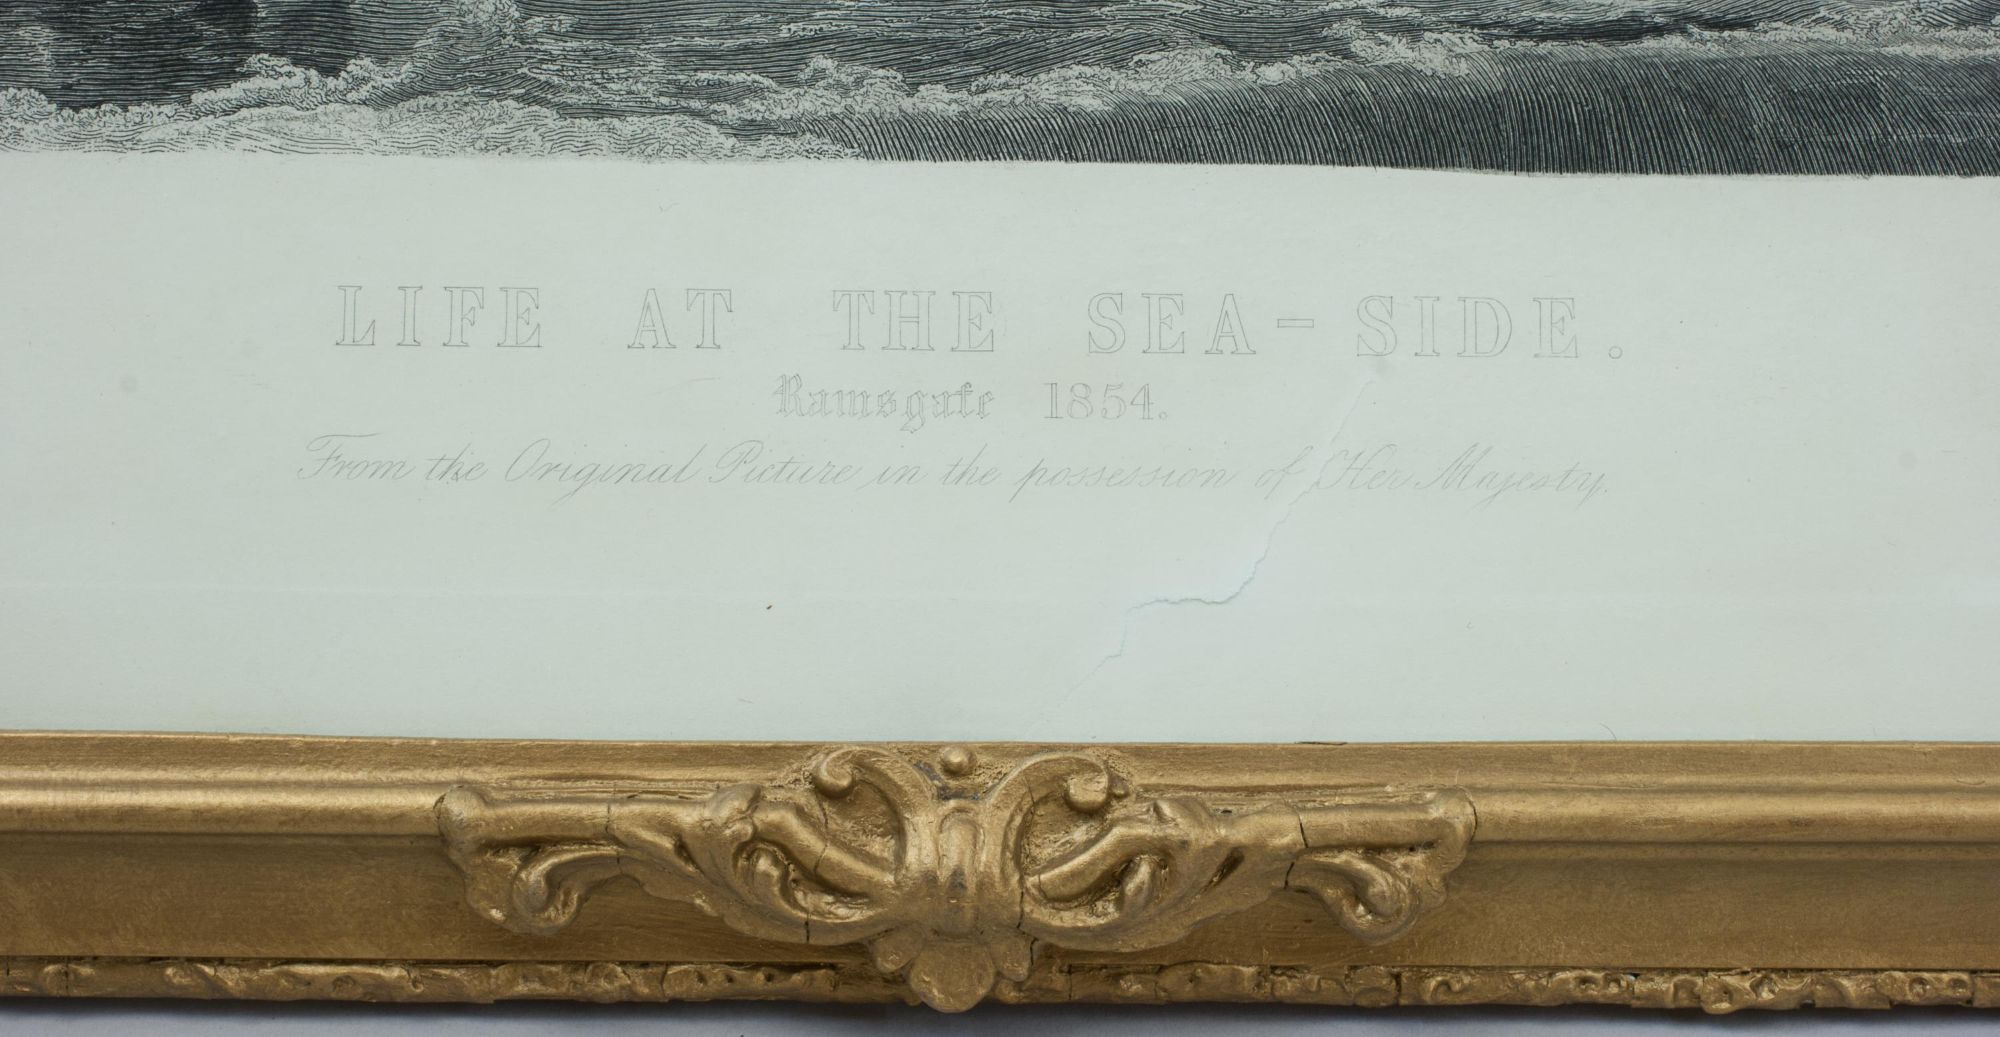 LIFE AT THE SEA-SIDE.
Ramsgate 1854.
From the Original Picture in the possession of Her Majesty.